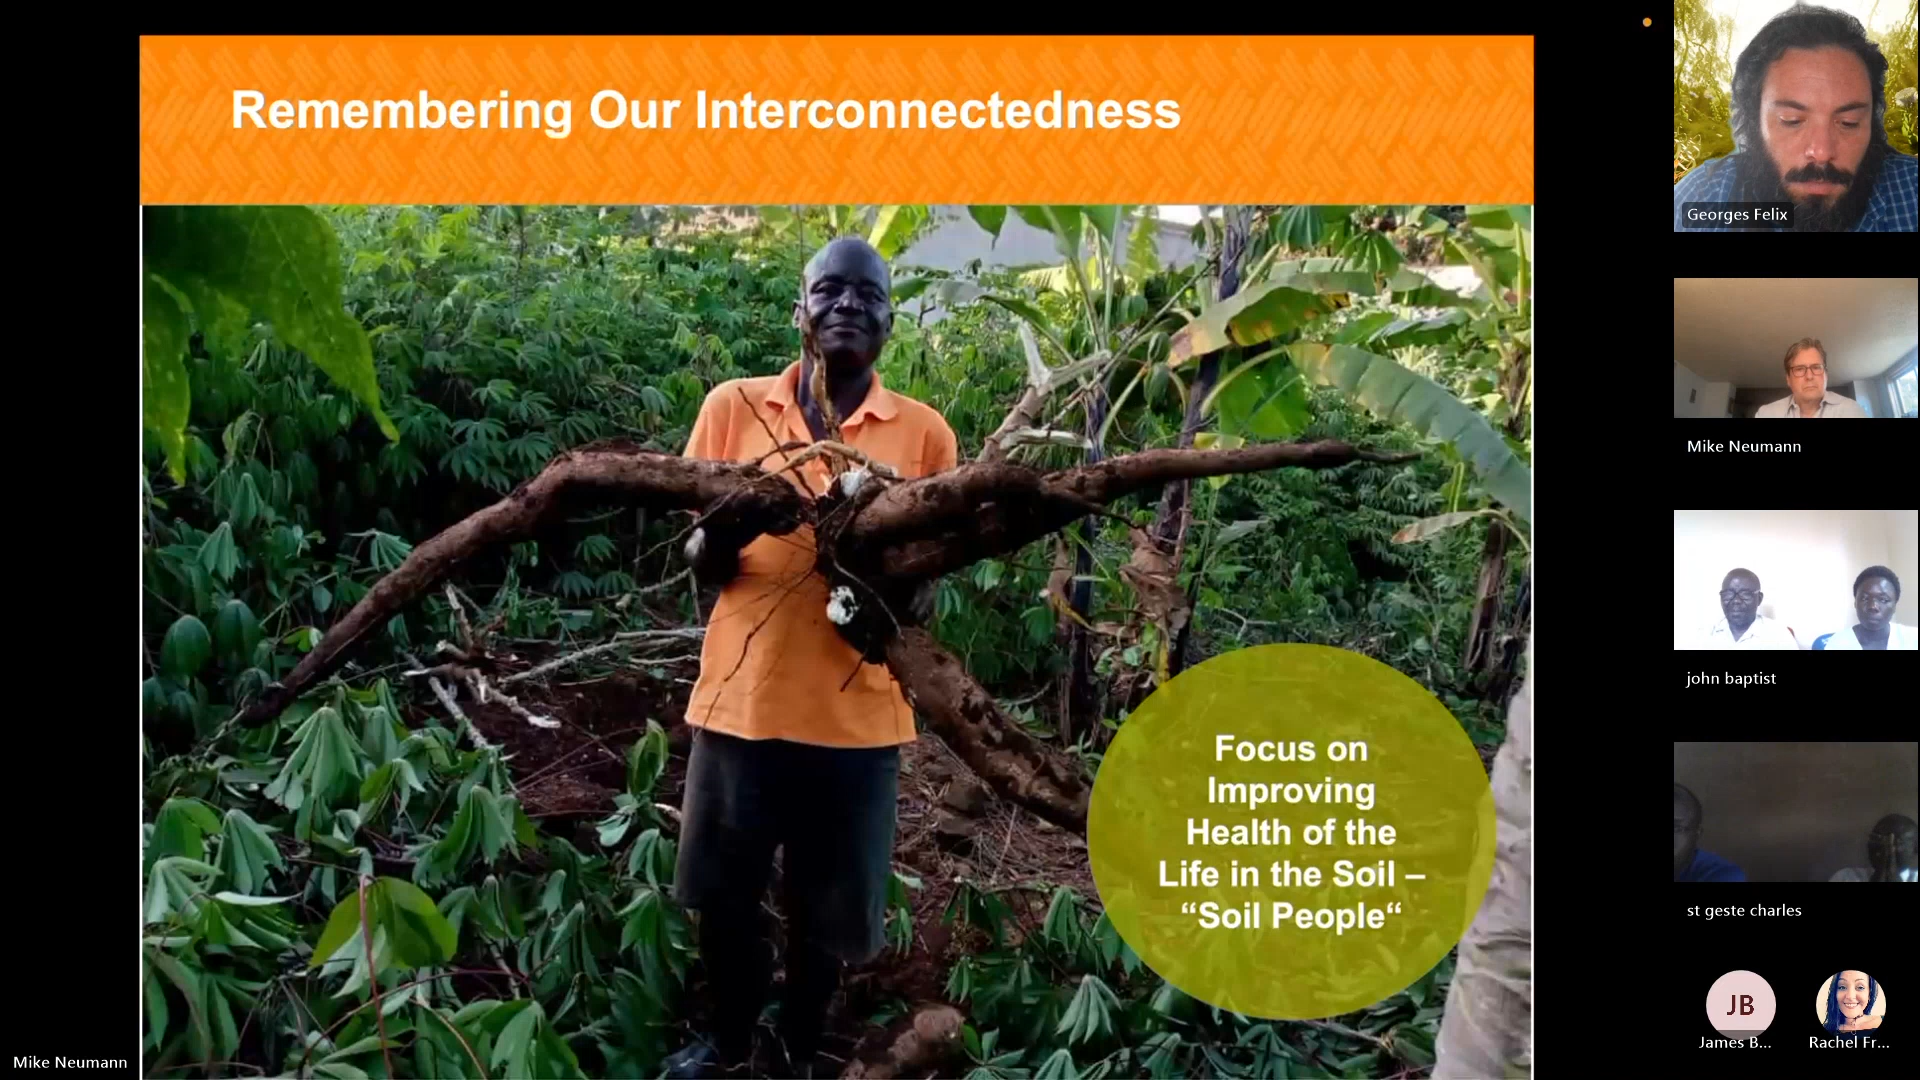 Remembering Our Interconnectedness
Focus on
Improving
Health of the
Life in the Soil –
“Soil People“
Georges Felix
Mike Neumann
john baptist
st geste charles
JB
James B...
Rachel Fr...
Mike Neumann